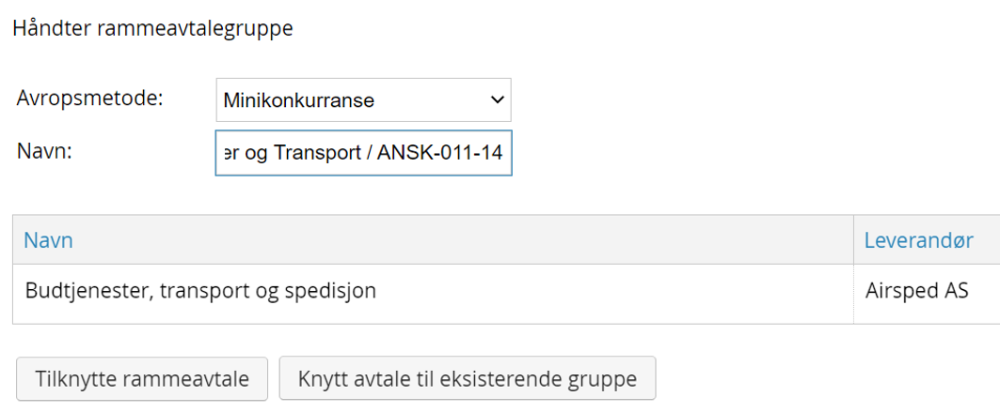 Håndter rammeavtalegruppe
Avropsmetode: Minikonkurranse
Navn: er og Transport / ANSK-011-14
Navn Leverandør
Budtjenester, transport og spedisjon Airsped AS
Tilknytte rammeavtale Knytt avtale til eksisterende gruppe